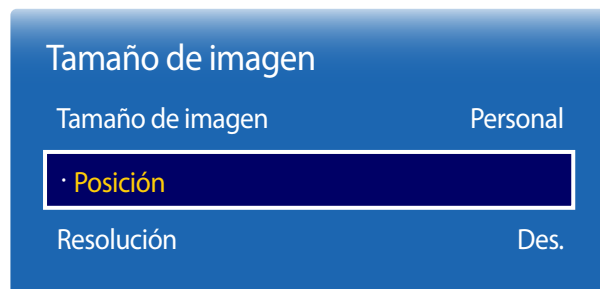 Tamaño de imagen
Tamaño de imagen Personal
· Posición
Resolución Des.